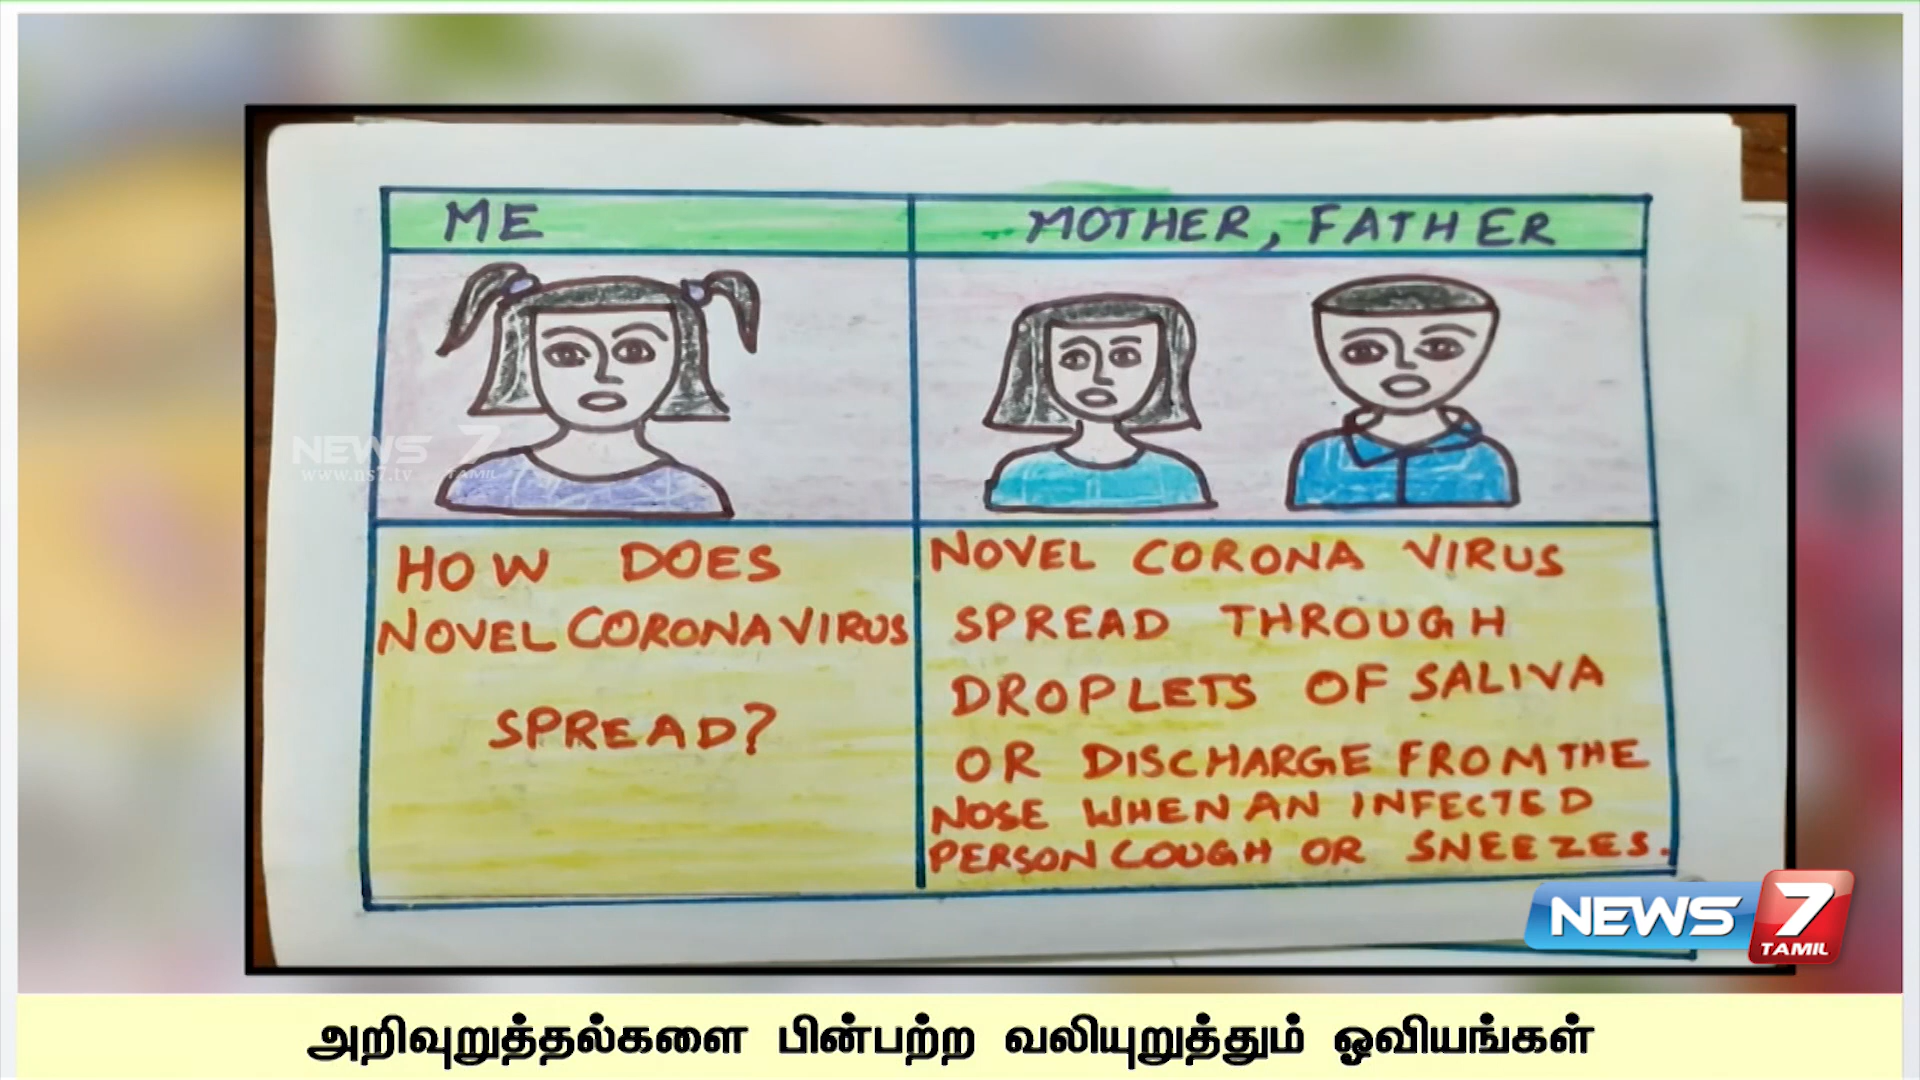 ME
MOTHER, FATHER
NEWS 7
www.ns7.tv TAMIL
HOW DOES
NOVEL CORONAVIRUS
SPREAD?
NOVEL CORONA VIRUS
SPREAD THROUGH
DROPLETS OF SALIVA
OR DISCHARGE FROM THE
NOSE WHEN AN INFECTED
PERSON COUGH OR SNEEZES.
NEWS 7
TAMIL
அறிவுறுத்தல்களை பின்பற்ற வலியுறுத்தும் ஓவியங்கள்